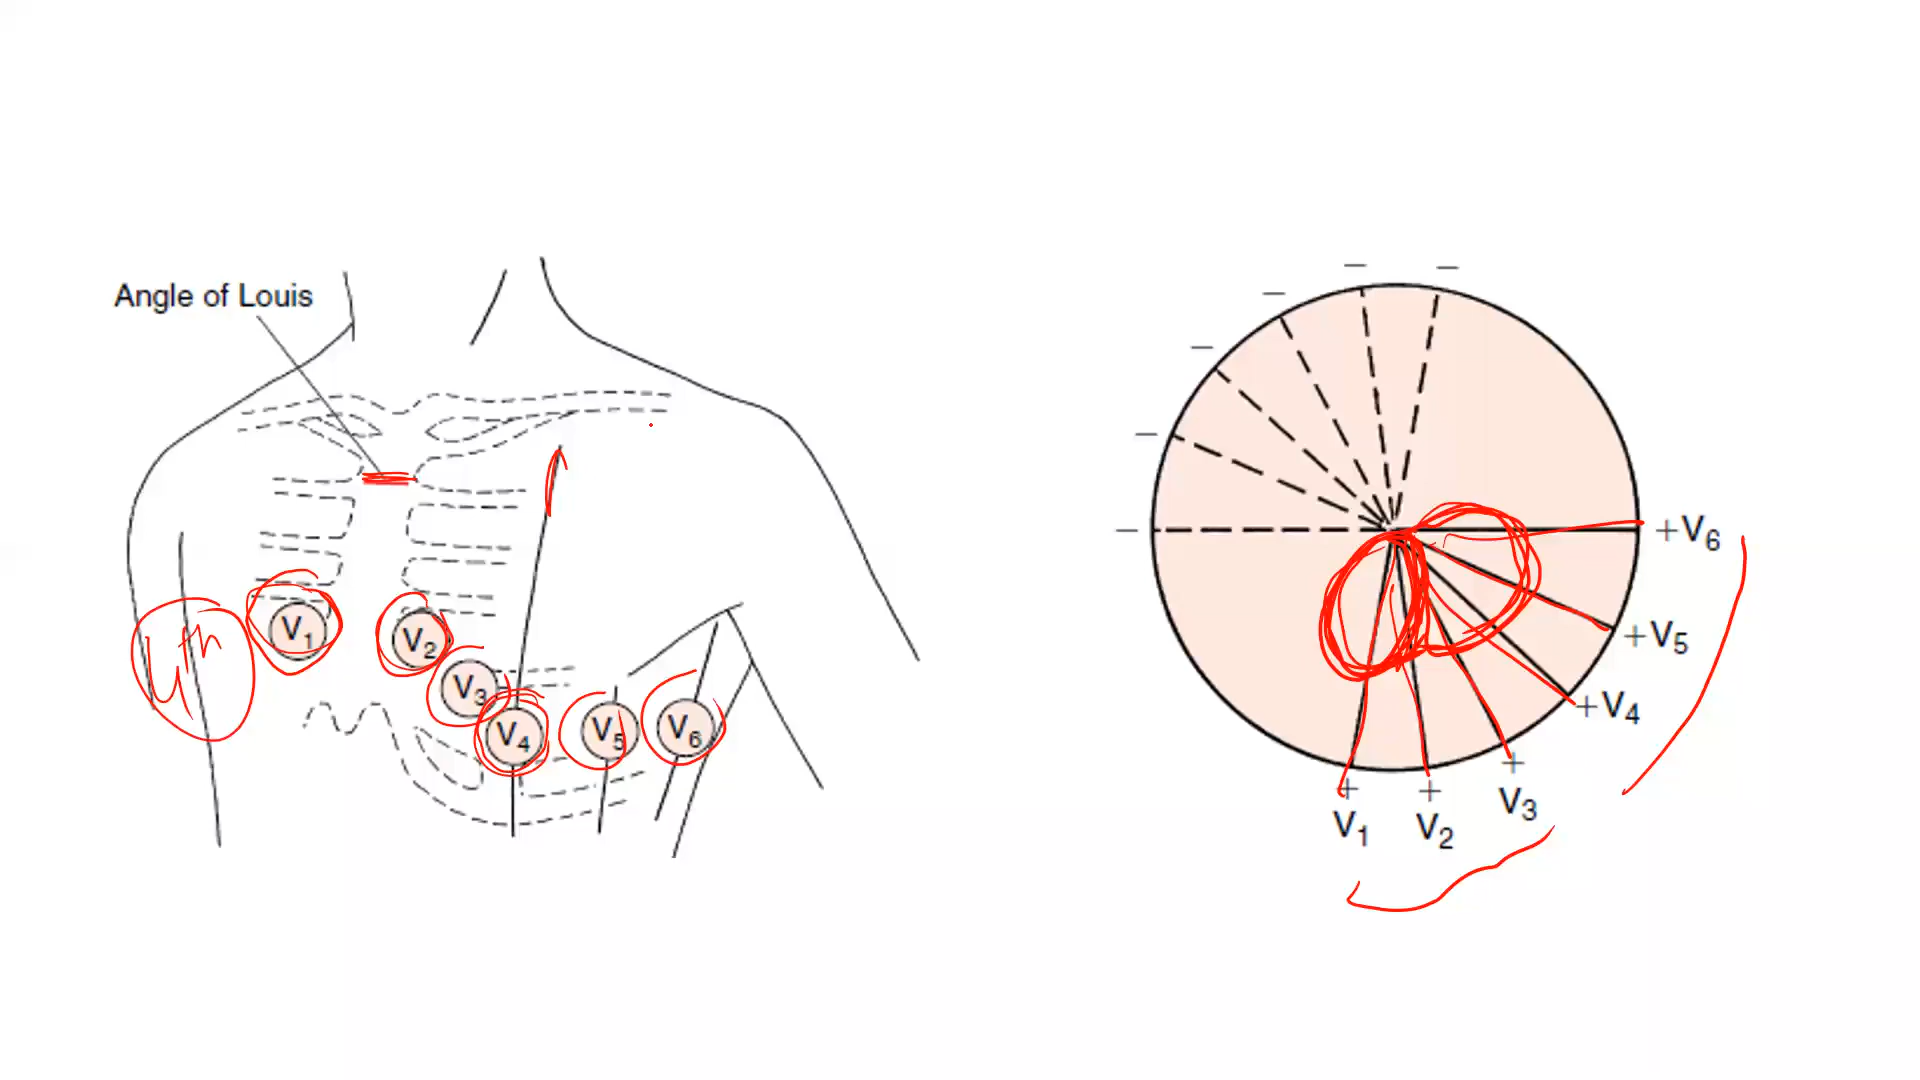 Angle of Louis
4th
V1
V2
V3
V4
V5
V6
− −
−
−
−
−
+V6
+V5
+V4
+
V3
+
V2
+
V1